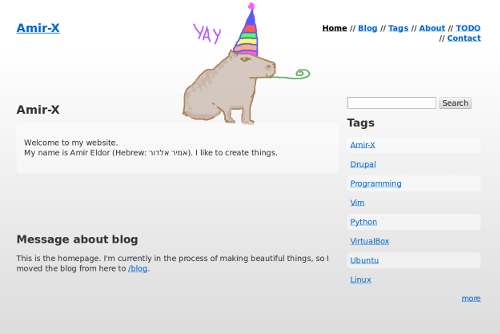 Amir-X
YAY
Home // Blog // Tags // About // TODO
// Contact
Search
Amir-X
Welcome to my website.
My name is Amir Eldor (Hebrew: אמיר אלדור). I like to create things.
Message about blog
This is the homepage. I'm currently in the process of making beautiful things, so I
moved the blog from here to /blog.
Tags
Amir-X
Drupal
Programming
Vim
Python
VirtualBox
Ubuntu
Linux
more